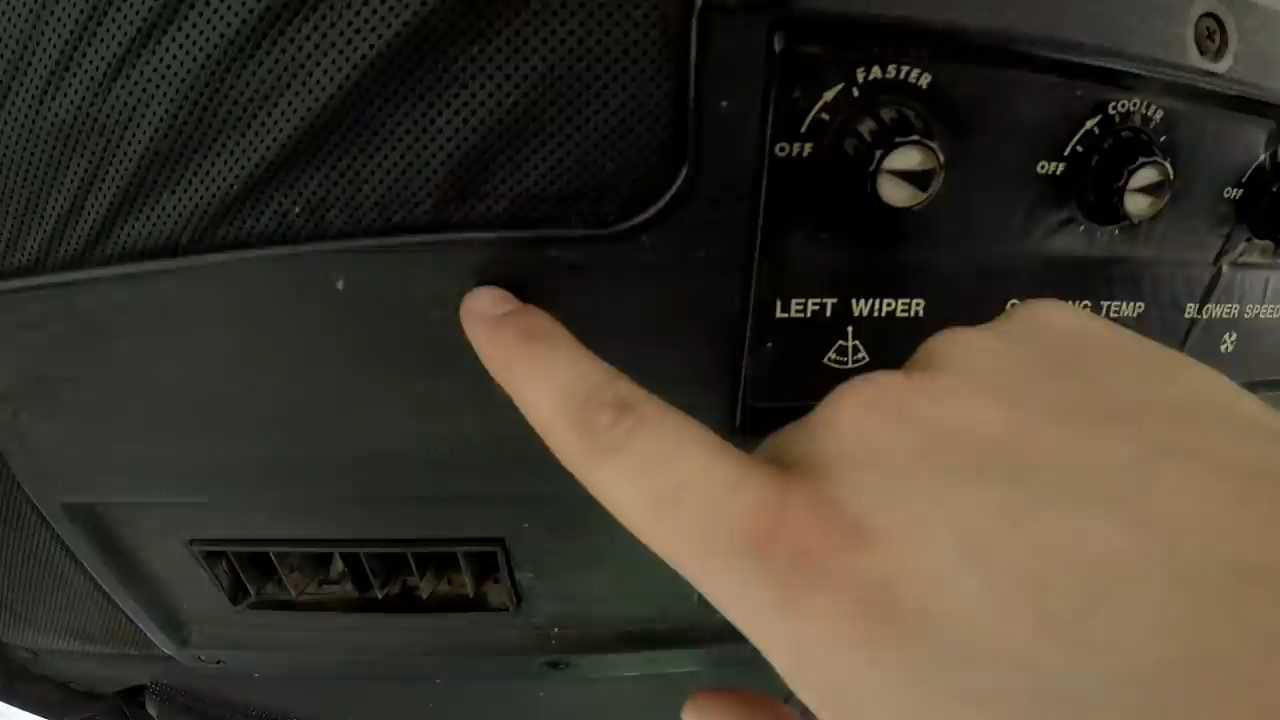 FASTER
OFF
COOLER
OFF
OFF
LEFT WIPER
TEMP
BLOWER SPEED